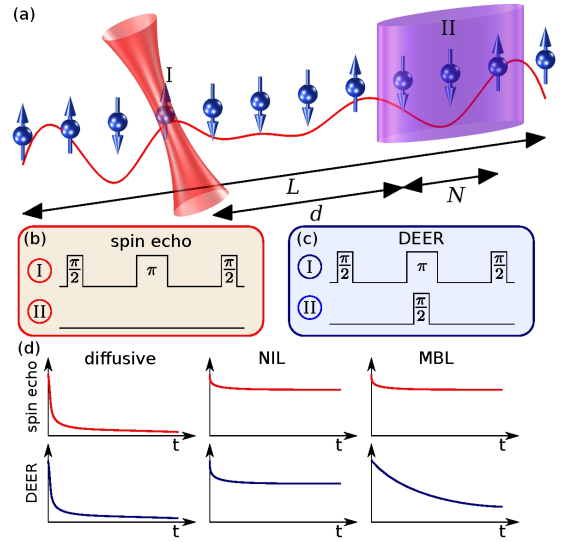 (a)
I
II
L
d
N
(b) spin echo
I π/2 π π/2
II
(c) DEER
I π/2 π π/2
II π/2
(d) diffusive NIL MBL
spin echo
t t t
DEER
t t t